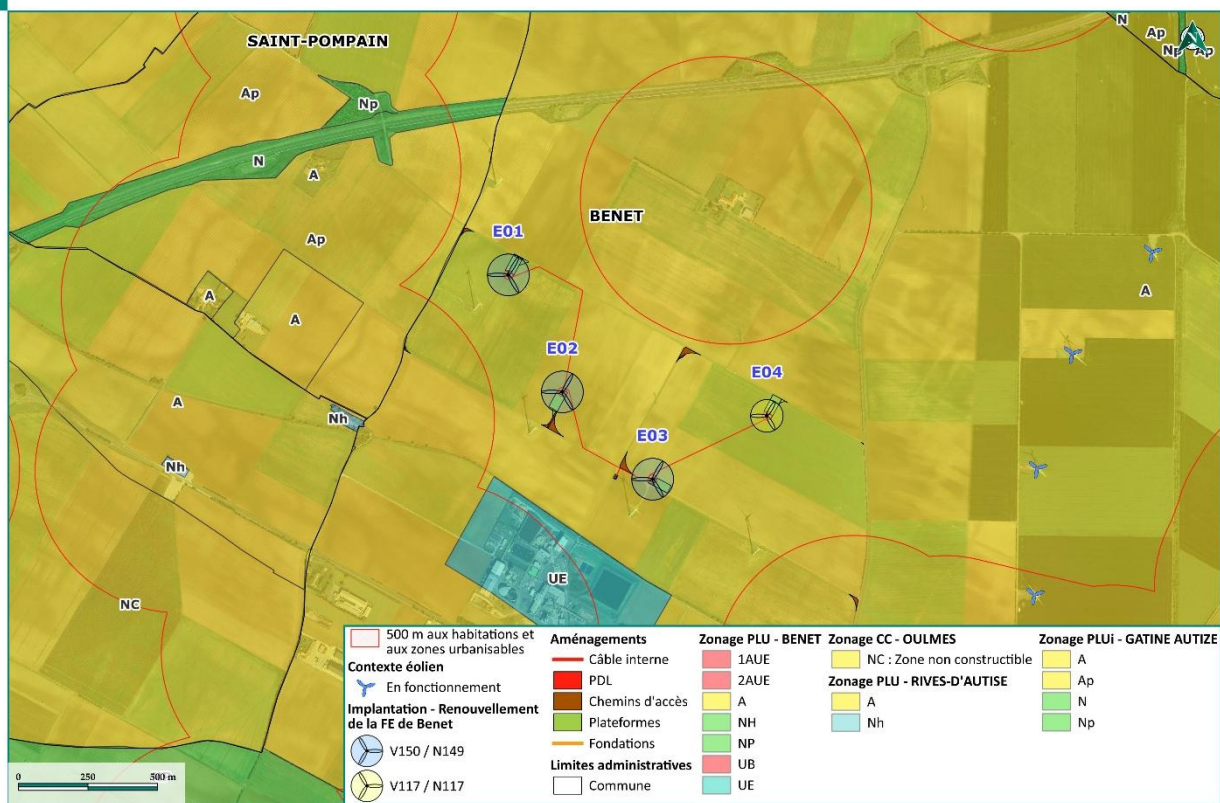 SAINT-POMPAIN
N
Ap
Np
Ap
Ap
Np
N
A
BENET
Ap
E01
A
A
A
E02
E04
A
Nh
E03
Nh
UE
NC
500 m aux habitations et
aux zones urbanisables
Contexte éolien
En fonctionnement
Implantation - Renouvellement
de la FE de Benet
V150 / N149
V117 / N117
Aménagements
Câble interne
PDL
Chemins d'accès
Plateformes
Fondations
Limites administratives
Commune
Zonage PLU - BENET
1AUE
2AUE
A
NH
NP
UB
UE
Zonage CC - OULMES
NC : Zone non constructible
Zonage PLU - RIVES-D'AUTISE
A
Nh
Zonage PLUi - GATINE AUTIZE
A
Ap
N
Np
0 250 500 m